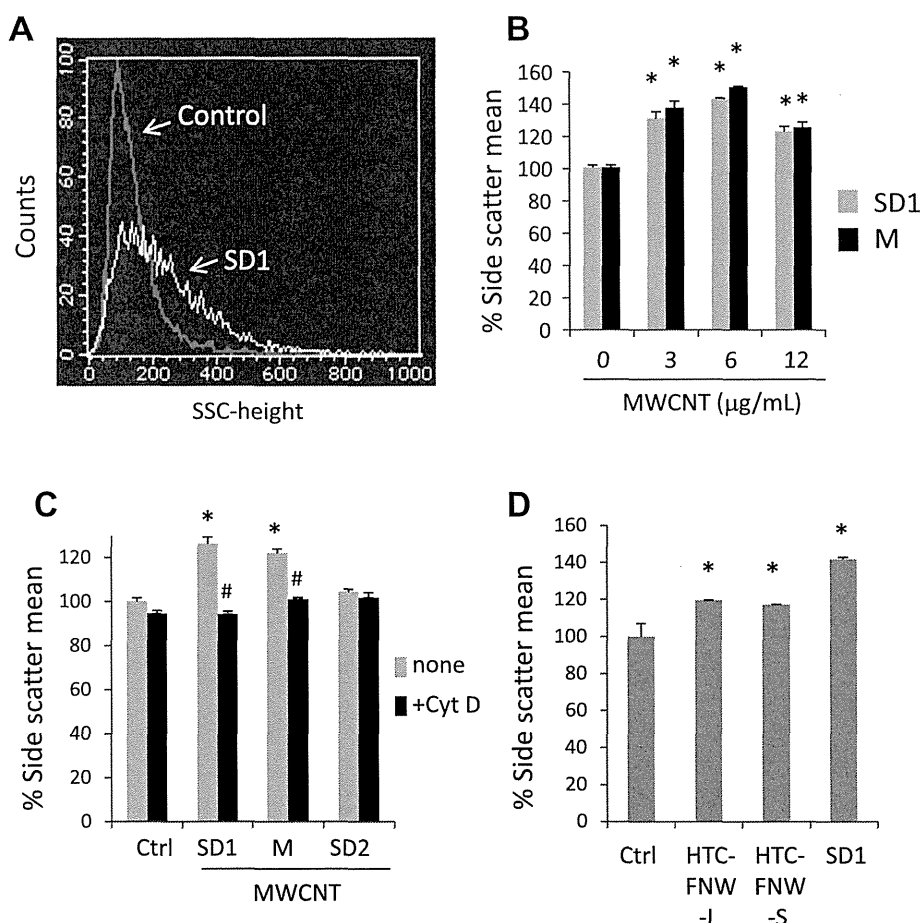 A
Counts
100
80
60
40
20
0
Control
SD1
0 200 400 600 800 1000
SSC-height
B
% Side scatter mean
160
140
120
100
80
60
40
20
0
* * * * * *
0 3 6 12
MWCNT (µg/mL)
SD1
M
C
% Side scatter mean
120
100
80
60
40
20
0
* # * #
none
+Cyt D
Ctrl SD1 M SD2
MWCNT
D
% Side scatter mean
160
140
120
100
80
60
40
20
0
* * *
Ctrl HTC- HTC- SD1
FNW FNW
-J -S